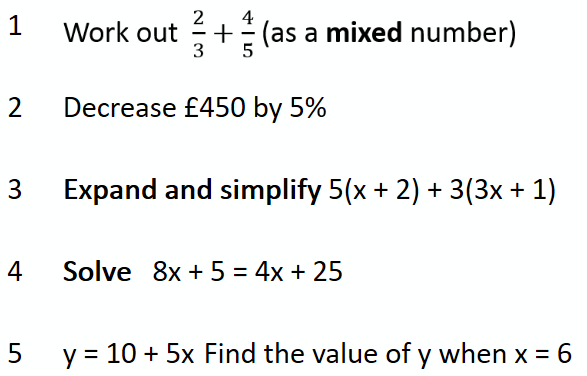 1 Work out 2/3 + 4/5 (as a mixed number)
2 Decrease £450 by 5%
3 Expand and simplify 5(x + 2) + 3(3x + 1)
4 Solve 8x + 5 = 4x + 25
5 y = 10 + 5x Find the value of y when x = 6